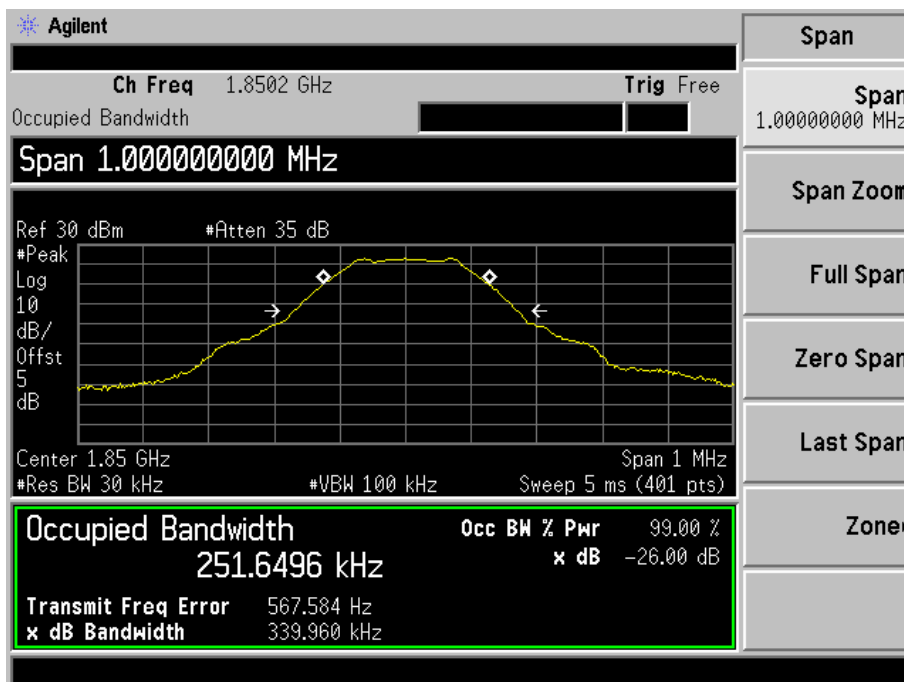 Agilent
Span
Ch Freq 1.8502 GHz Trig Free
Occupied Bandwidth
Span 1.000000000 MHz
Ref 30 dBm #Atten 35 dB
#Peak
Log
10
dB/
Offst
5
dB
Center 1.85 GHz Span 1 MHz
#Res BW 30 kHz #VBW 100 kHz Sweep 5 ms (401 pts)
Occupied Bandwidth
251.6496 kHz
Occ BW % Pwr 99.00 %
x dB -26.00 dB
Transmit Freq Error 567.584 Hz
x dB Bandwidth 339.960 kHz
Span
1.00000000 MHz
Span Zoom
Full Span
Zero Span
Last Span
Zone